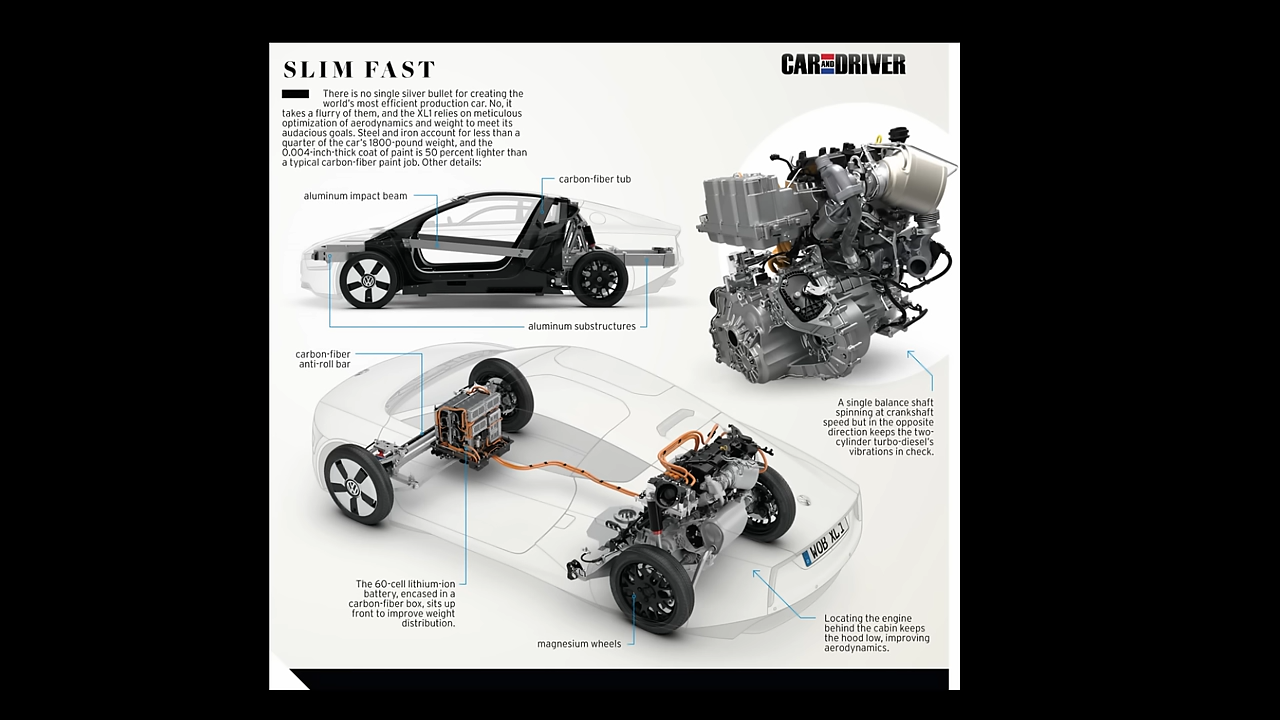 SLIM FAST
CAR AND DRIVER
There is no single silver bullet for creating the
world's most efficient production car. No, it
takes a flurry of them, and the XL1 relies on meticulous
optimization of aerodynamics and weight to meet its
audacious goals. Steel and iron account for less than a
quarter of the car's 1800-pound weight, and the
0.004-inch-thick coat of paint is 50 percent lighter than
a typical carbon-fiber paint job. Other details:
carbon-fiber tub
aluminum impact beam
aluminum substructures
carbon-fiber
anti-roll bar
A single balance shaft
spinning at crankshaft
speed but in the opposite
direction keeps the two-
cylinder turbo-diesel's
vibrations in check.
WOB XL 1
The 60-cell lithium-ion
battery, encased in a
carbon-fiber box, sits up
front to improve weight
distribution.
magnesium wheels
Locating the engine
behind the cabin keeps
the hood low, improving
aerodynamics.